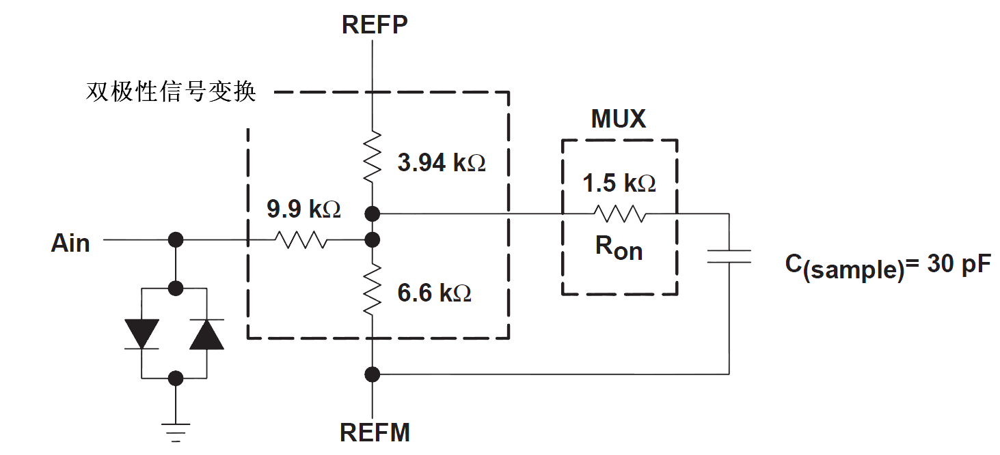 REFP
双极性信号变换
MUX
3.94 kΩ
1.5 kΩ
9.9 kΩ
Ain
Ron
C(sample)= 30 pF
6.6 kΩ
REFM